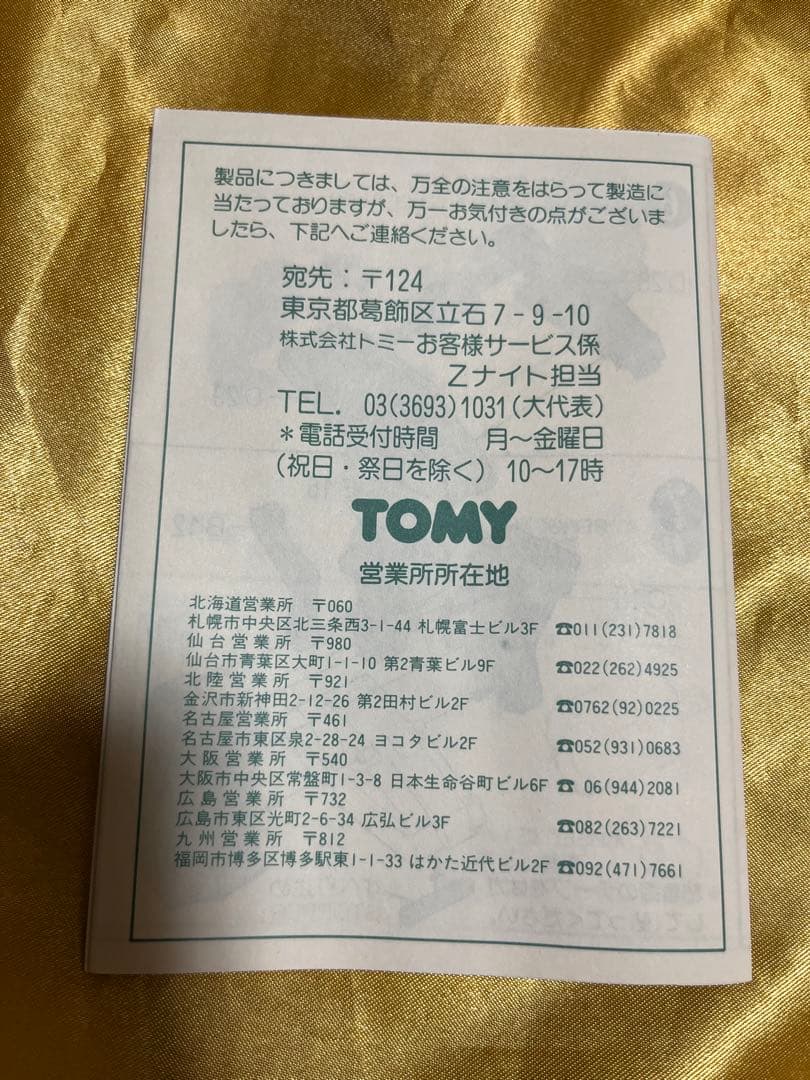 製品につきましては、万全の注意をはらって製造に
当たっておりますが、万一お気付きの点がございま
したら、下記へご連絡ください。
宛先：〒124
東京都葛飾区立石7-9-10
株式会社トミーお客様サービス係
Zナイト担当
TEL. 03(3693)1031(大代表)
＊電話受付時間 月〜金曜日
(祝日・祭日を除く) 10〜17時
TOMY
営業所所在地
北海道営業所 〒060
札幌市中央区北三条西3-1-44 札幌富士ビル3F ☎011(231)7818
仙台営業所 〒980
仙台市青葉区大町1-1-10 第2青葉ビル9F ☎022(262)4925
北陸営業所 〒921
金沢市新神田2-12-26 第2田村ビル2F ☎0762(92)0225
名古屋営業所 〒461
名古屋市東区泉2-28-24 ヨコタビル2F ☎052(931)0683
大阪営業所 〒540
大阪市中央区常盤町1-3-8 日本生命谷町ビル6F ☎ 06(944)2081
広島営業所 〒732
広島市東区光町2-6-34 広弘ビル3F ☎082(263)7221
九州営業所 〒812
福岡市博多区博多駅東1-1-33 はかた近代ビル2F ☎092(471)7661